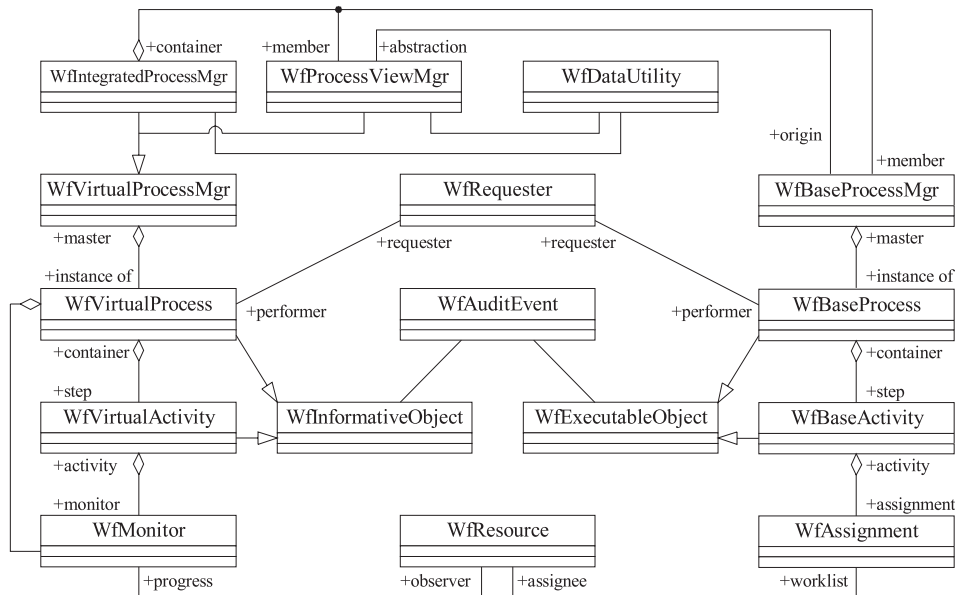 +container
+member
+abstraction
WfIntegratedProcessMgr
WfProcessViewMgr
WfDataUtility
+origin
+member
WfVirtualProcessMgr
WfRequester
WfBaseProcessMgr
+master
+requester
+requester
+master
+instance of
+instance of
WfVirtualProcess
+performer
WfAuditEvent
+performer
WfBaseProcess
+container
+container
+step
+step
WfVirtualActivity
WfInformativeObject
WfExecutableObject
WfBaseActivity
+activity
+activity
+monitor
+assignment
WfMonitor
WfResource
WfAssignment
+progress
+observer
+assignee
+worklist